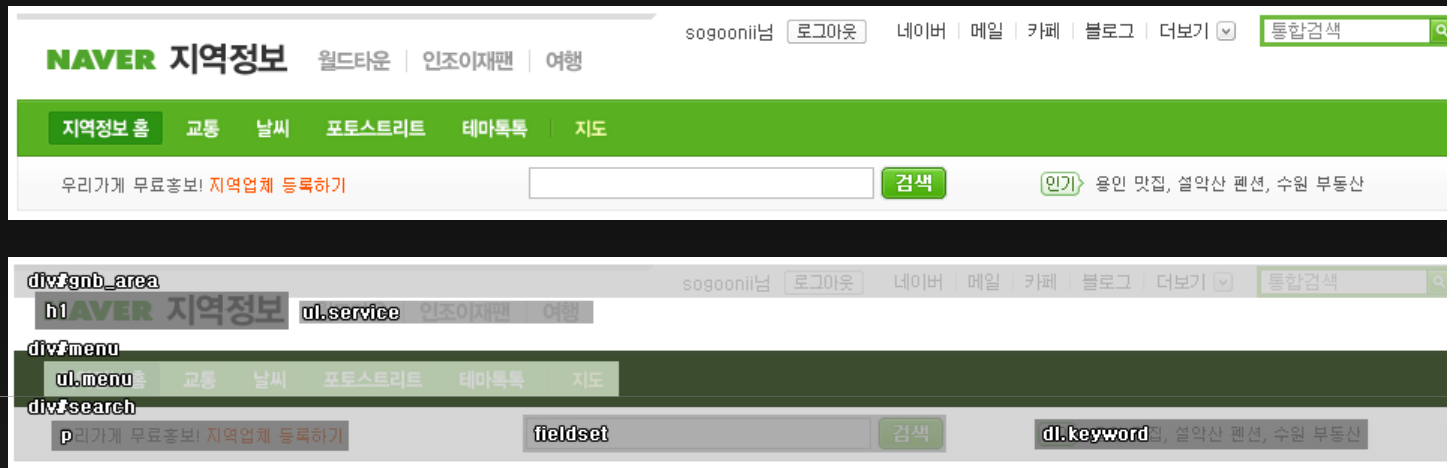 sogoonii님 로그아웃 네이버 메일 카페 블로그 더보기 통합검색
NAVER 지역정보 월드타운 인조이재팬 여행
지역정보 홈 교통 날씨 포토스트리트 테마톡톡 지도
우리가게 무료홍보! 지역업체 등록하기 검색 인기 용인 맛집, 설악산 펜션, 수원 부동산
div#gnb_area sogoonii님 로그아웃 네이버 메일 카페 블로그 더보기 통합검색
h1 AVER 지역정보 ul.service 인조이재팬 여행
div#menu
ul.menu 홈 교통 날씨 포토스트리트 테마톡톡 지도
div#search
p 리가게 무료홍보! 지역업체 등록하기 fieldset 검색 dl.keyword 집, 설악산 펜션, 수원 부동산